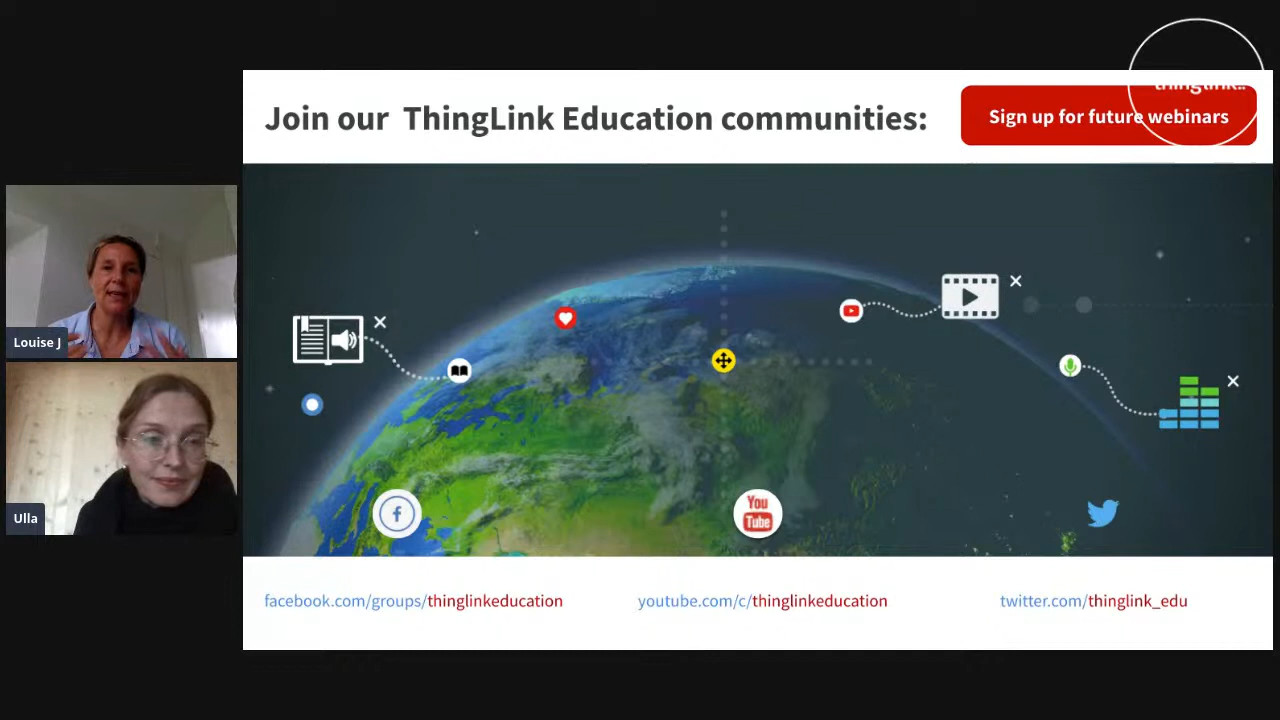 thinglink..
Join our ThingLink Education communities:
Sign up for future webinars
Louise J
Ulla
f
You
Tube
facebook.com/groups/thinglinkeducation
youtube.com/c/thinglinkeducation
twitter.com/thinglink_edu